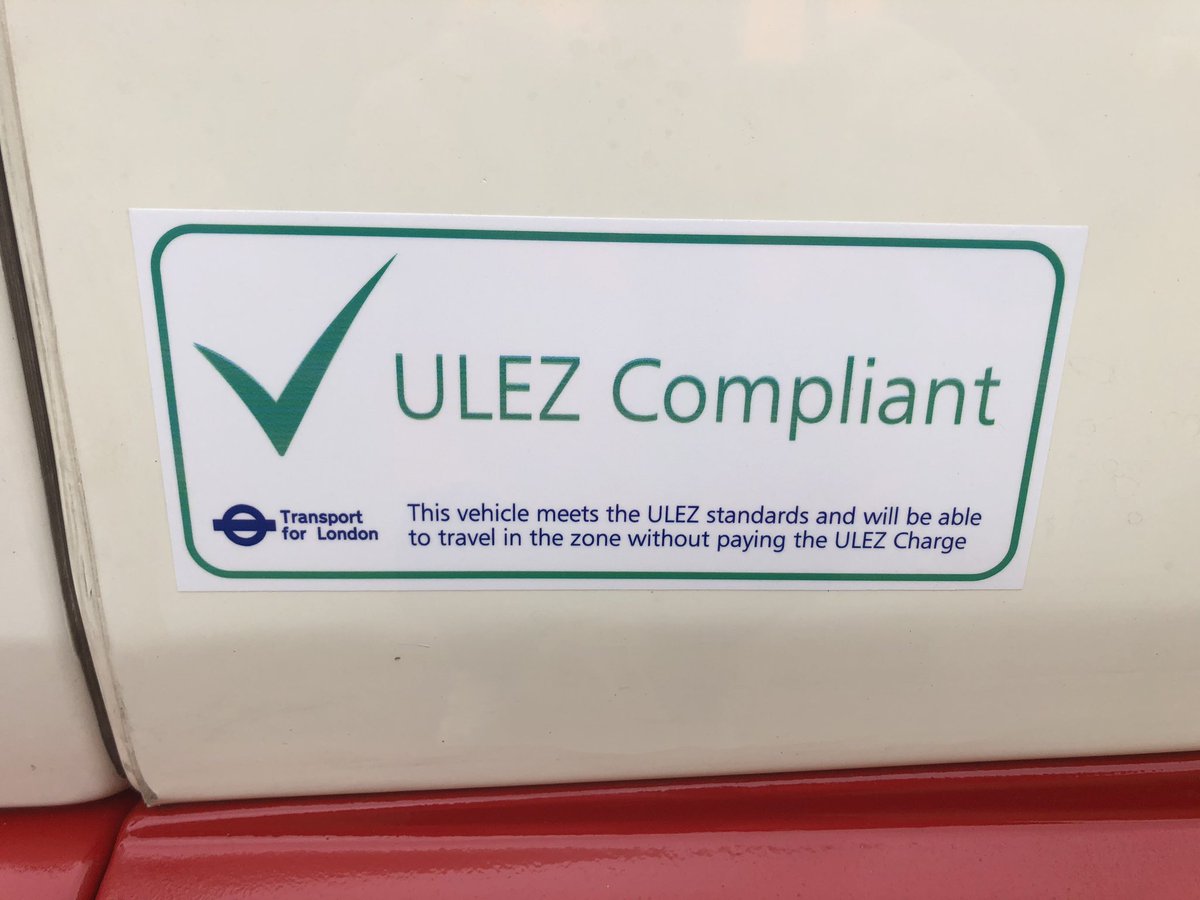 ULEZ Compliant
Transport
for London
This vehicle meets the ULEZ standards and will be able
to travel in the zone without paying the ULEZ Charge